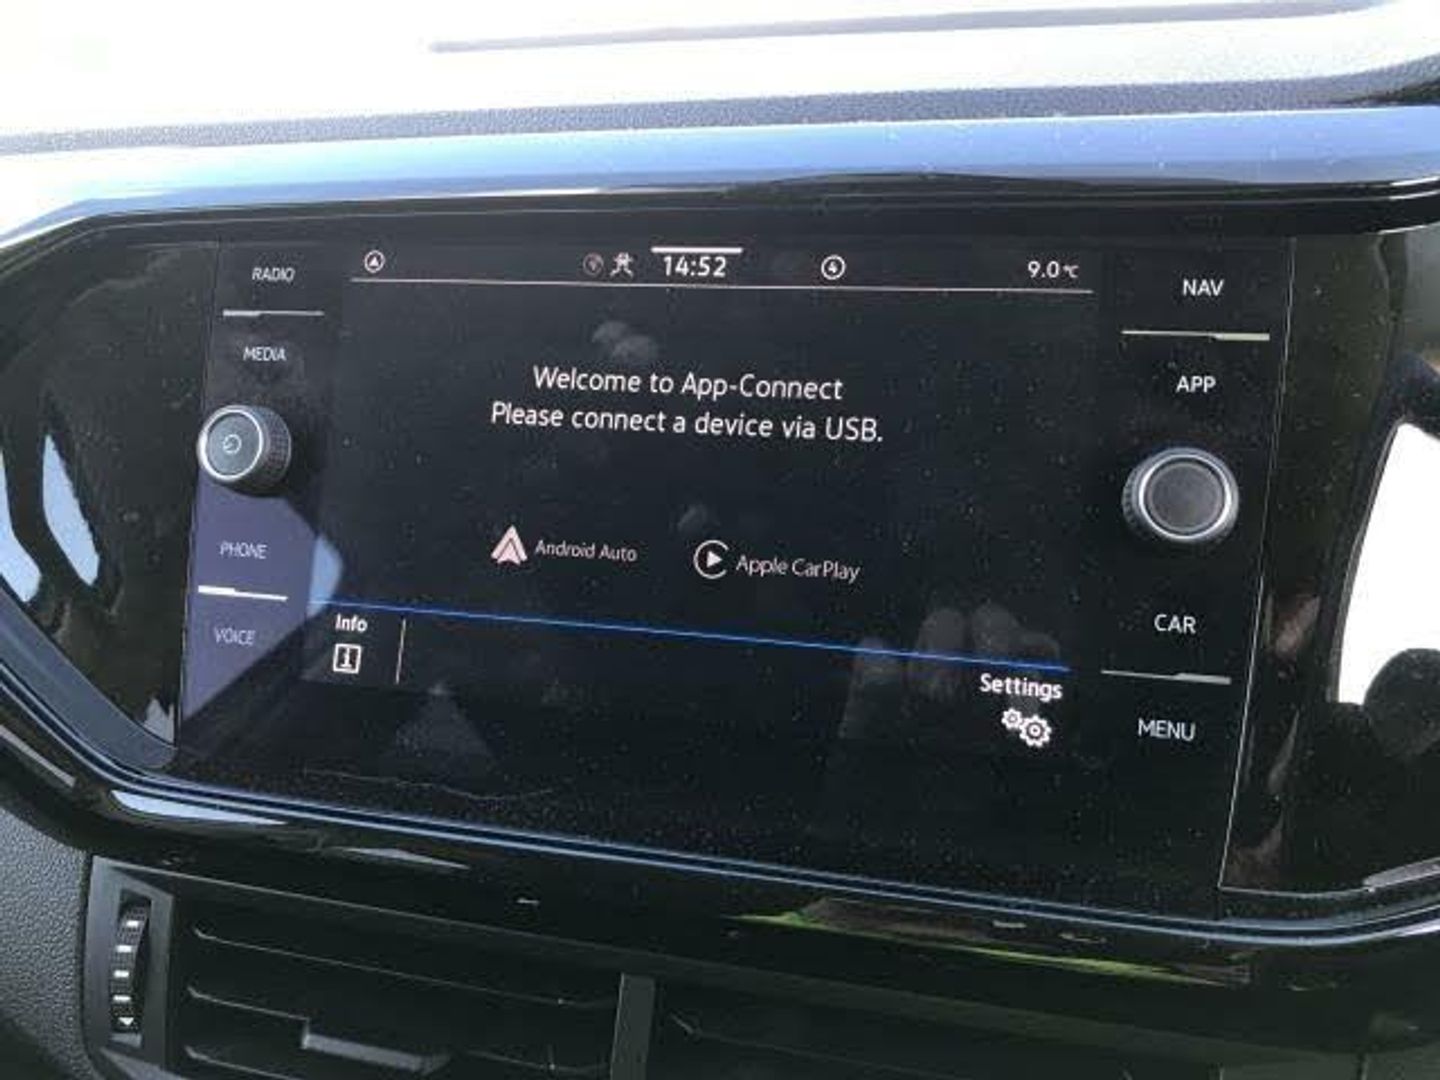 RADIO
14:52
4
9.0 °C
NAV
MEDIA
APP
Welcome to App-Connect
Please connect a device via USB.
PHONE
Android Auto
Apple CarPlay
VOICE
Info
CAR
Settings
MENU